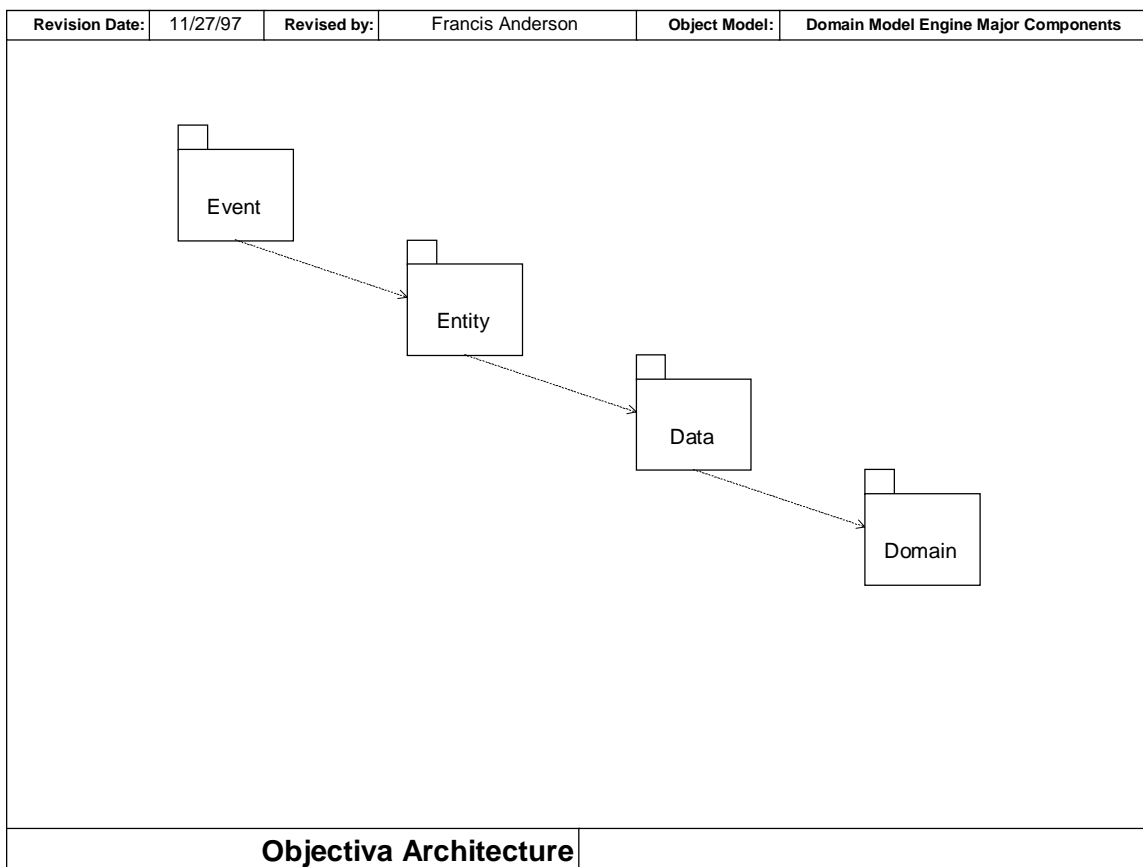 Revision Date: 11/27/97 Revised by: Francis Anderson Object Model: Domain Model Engine Major Components
Event
Entity
Data
Domain
Objectiva Architecture